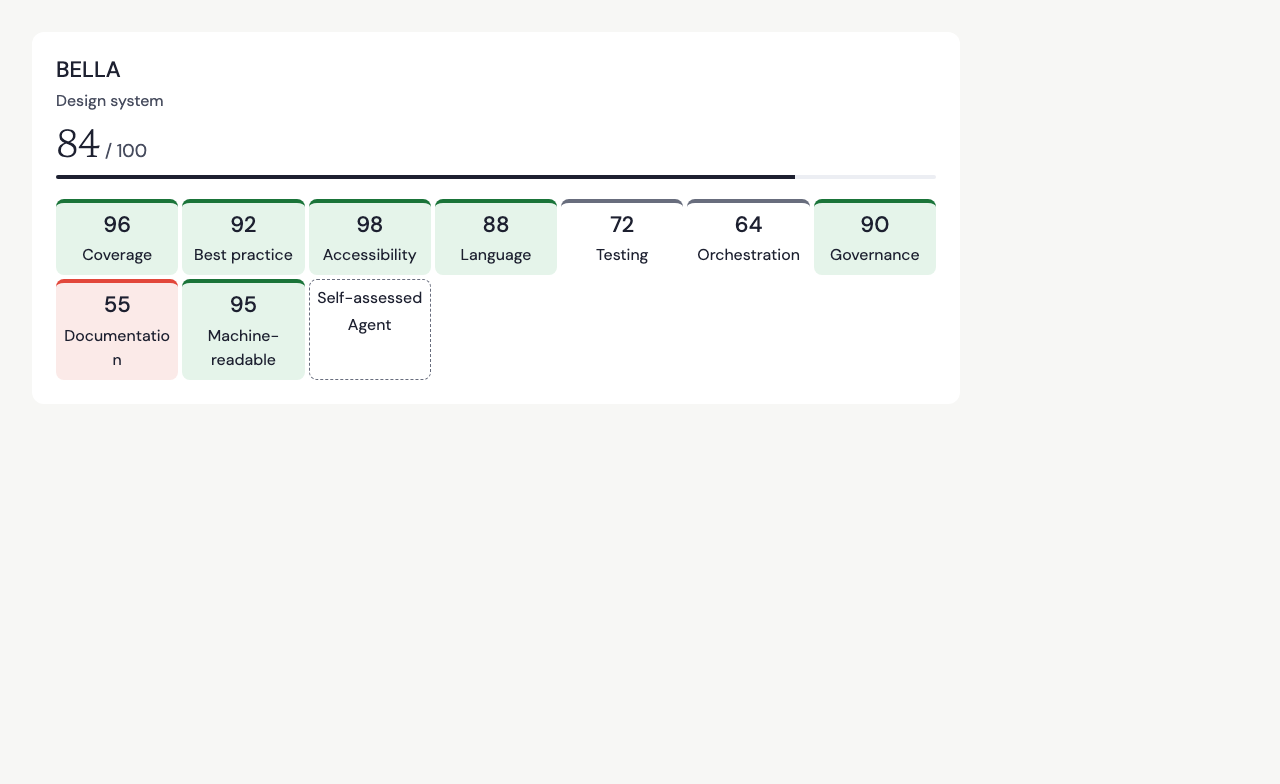 BELLA
Design system
84 / 100
96 92 98 88 72 64 90
Coverage Best practice Accessibility Language Testing Orchestration Governance
55
Documentatio
n
95
Machine-
readable
Self-assessed
Agent